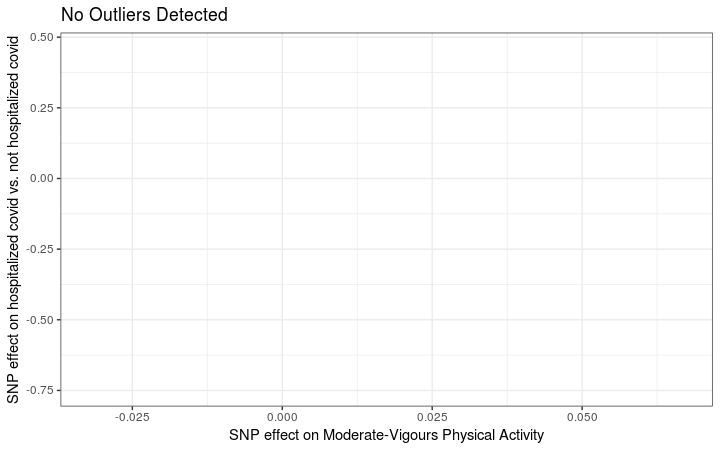 No Outliers Detected
SNP effect on hospitalized covid vs. not hospitalized covid
0.50
0.25
0.00
-0.25
-0.50
-0.75
-0.025 0.000 0.025 0.050
SNP effect on Moderate-Vigours Physical Activity